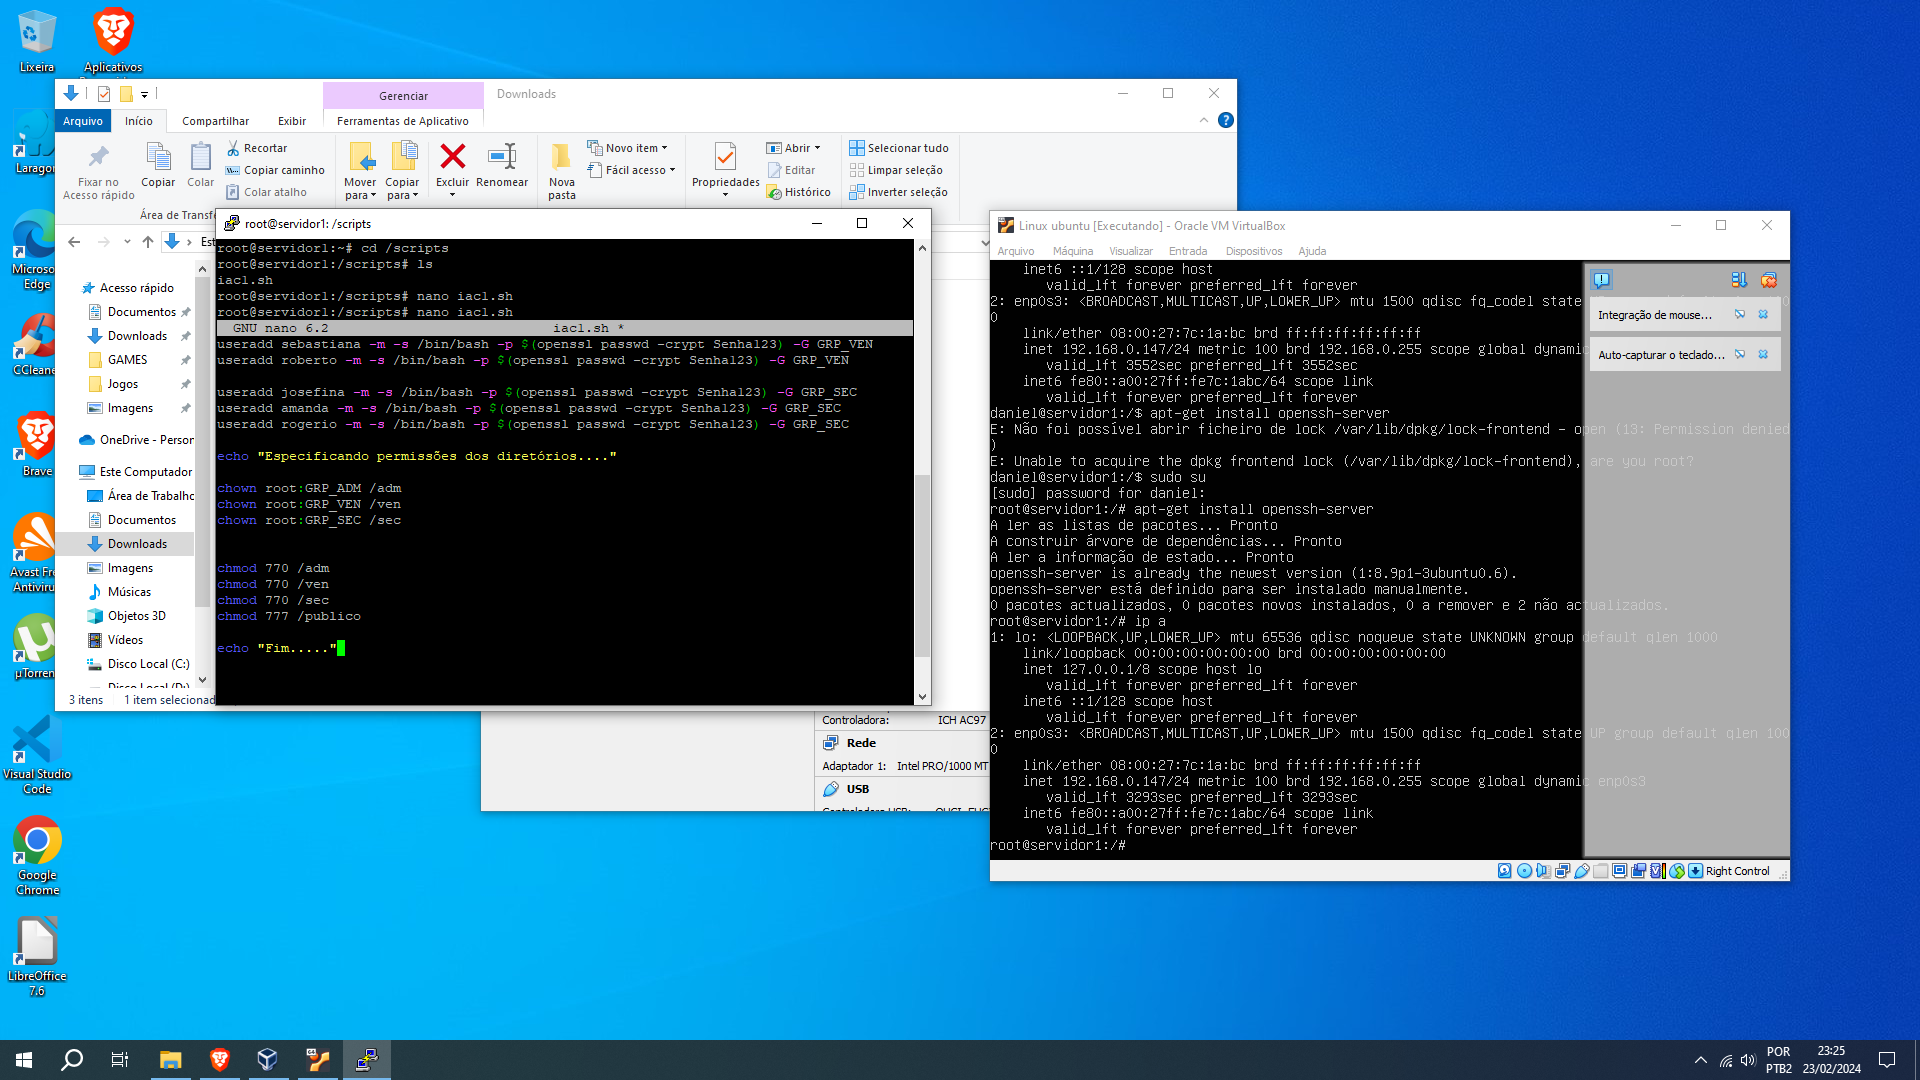 Lixeira
Aplicativos
Laragon
Microsoft
Edge
CCleaner
Brave
Avast Free
Antivirus
µTorrent
Visual Studio
Code
Google
Chrome
LibreOffice
7.6
Gerenciar
Downloads
Arquivo
Início
Compartilhar
Exibir
Ferramentas de Aplicativo
Fixar no
Acesso rápido
Copiar
Colar
Recortar
Copiar caminho
Colar atalho
Mover
para
Copiar
para
Excluir
Renomear
Nova
pasta
Novo item
Fácil acesso
Propriedades
Abrir
Editar
Histórico
Selecionar tudo
Limpar seleção
Inverter seleção
Área de Transfe
Est
Acesso rápido
Documentos
Downloads
GAMES
Jogos
Imagens
OneDrive - Person
Este Computador
Área de Trabalho
Documentos
Downloads
Imagens
Músicas
Objetos 3D
Vídeos
Disco Local (C:)
Disco Local (D:)
3 itens
1 item selecionad
root@servidor1: /scripts
root@servidor1:~# cd /scripts
root@servidor1:/scripts# ls
iac1.sh
root@servidor1:/scripts# nano iac1.sh
root@servidor1:/scripts# nano iac1.sh
GNU nano 6.2 iac1.sh *
useradd sebastiana -m -s /bin/bash -p $(openssl passwd -crypt Senha123) -G GRP_VEN
useradd roberto -m -s /bin/bash -p $(openssl passwd -crypt Senha123) -G GRP_VEN
useradd josefina -m -s /bin/bash -p $(openssl passwd -crypt Senha123) -G GRP_SEC
useradd amanda -m -s /bin/bash -p $(openssl passwd -crypt Senha123) -G GRP_SEC
useradd rogerio -m -s /bin/bash -p $(openssl passwd -crypt Senha123) -G GRP_SEC
echo "Especificando permissões dos diretórios...."
chown root:GRP_ADM /adm
chown root:GRP_VEN /ven
chown root:GRP_SEC /sec
chmod 770 /adm
chmod 770 /ven
chmod 770 /sec
chmod 777 /publico
echo "Fim....."
Controladora: ICH AC97
Rede
Adaptador 1: Intel PRO/1000 MT
USB
Linux ubuntu [Executando] - Oracle VM VirtualBox
Arquivo Máquina Visualizar Entrada Dispositivos Ajuda
inet6 ::1/128 scope host
valid_lft forever preferred_lft forever
2: enp0s3: <BROADCAST,MULTICAST,UP,LOWER_UP> mtu 1500 qdisc fq_codel state
0
link/ether 08:00:27:7c:1a:bc brd ff:ff:ff:ff:ff:ff
inet 192.168.0.147/24 metric 100 brd 192.168.0.255 scope global dynamic
valid_lft 3552sec preferred_lft 3552sec
inet6 fe80::a00:27ff:fe7c:1abc/64 scope link
valid_lft forever preferred_lft forever
daniel@servidor1:/$ apt-get install openssh-server
E: Não foi possível abrir ficheiro de lock /var/lib/dpkg/lock-frontend - open (13: Permission denied
)
E: Unable to acquire the dpkg frontend lock (/var/lib/dpkg/lock-frontend), are you root?
daniel@servidor1:/$ sudo su
[sudo] password for daniel:
root@servidor1:/# apt-get install openssh-server
A ler as listas de pacotes... Pronto
A construir árvore de dependências... Pronto
A ler a informação de estado... Pronto
openssh-server is already the newest version (1:8.9p1-3ubuntu0.6).
openssh-server está definido para ser instalado manualmente.
0 pacotes actualizados, 0 pacotes novos instalados, 0 a remover e 2 não actualizados.
root@servidor1:/# ip a
1: lo: <LOOPBACK,UP,LOWER_UP> mtu 65536 qdisc noqueue state UNKNOWN group default qlen 1000
link/loopback 00:00:00:00:00:00 brd 00:00:00:00:00:00
inet 127.0.0.1/8 scope host lo
valid_lft forever preferred_lft forever
inet6 ::1/128 scope host
valid_lft forever preferred_lft forever
2: enp0s3: <BROADCAST,MULTICAST,UP,LOWER_UP> mtu 1500 qdisc fq_codel state UP group default qlen 100
0
link/ether 08:00:27:7c:1a:bc brd ff:ff:ff:ff:ff:ff
inet 192.168.0.147/24 metric 100 brd 192.168.0.255 scope global dynamic enp0s3
valid_lft 3293sec preferred_lft 3293sec
inet6 fe80::a00:27ff:fe7c:1abc/64 scope link
valid_lft forever preferred_lft forever
root@servidor1:/#
Integração de mouse...
Auto-capturar o teclado...
Right Control
POR
PTB2
23:25
23/02/2024